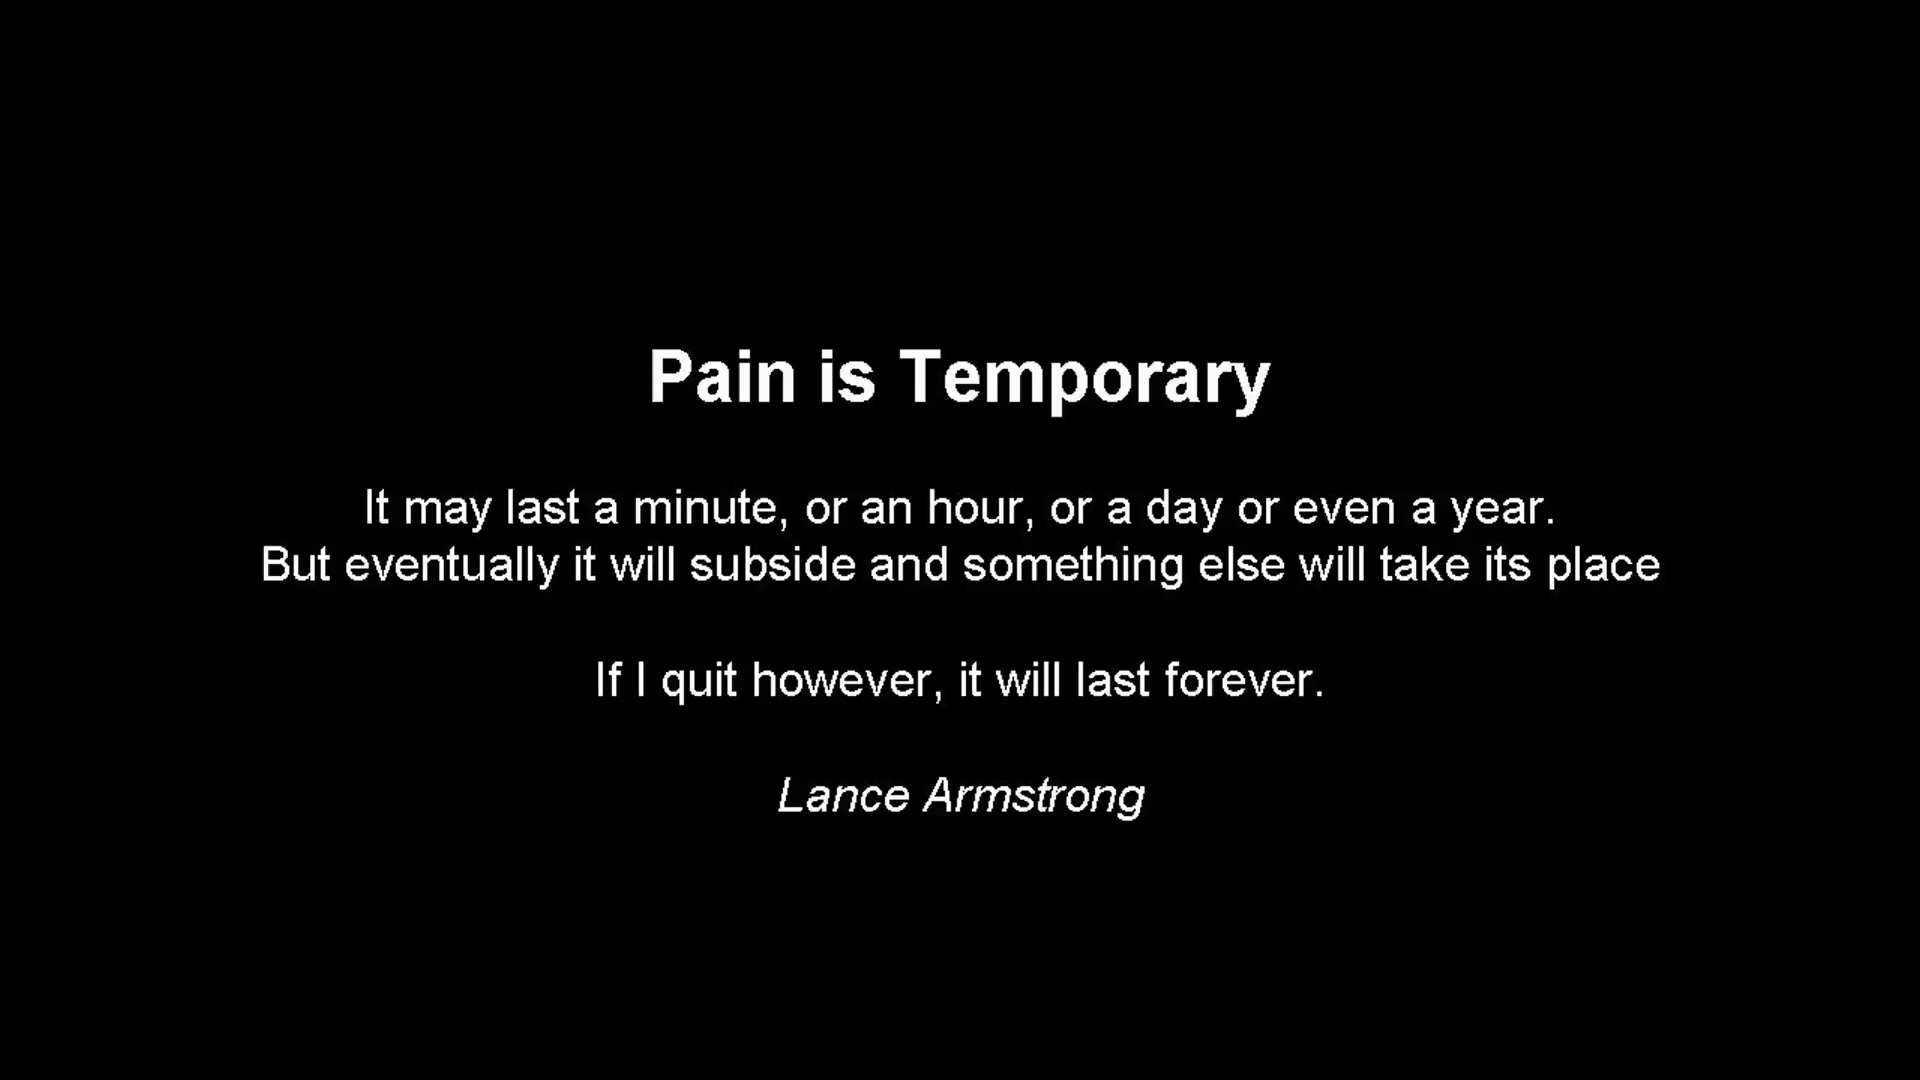 Pain is Temporary
It may last a minute, or an hour, or a day or even a year.
But eventually it will subside and something else will take its place
If I quit however, it will last forever.
Lance Armstrong